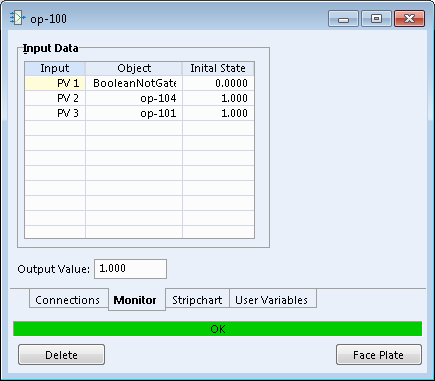 op-100
Input Data
Input Object Inital State
PV 1 BooleanNotGate 0.0000
PV 2 op-104 1.000
PV 3 op-101 1.000
Output Value: 1.000
Connections Monitor Stripchart User Variables
OK
Delete Face Plate